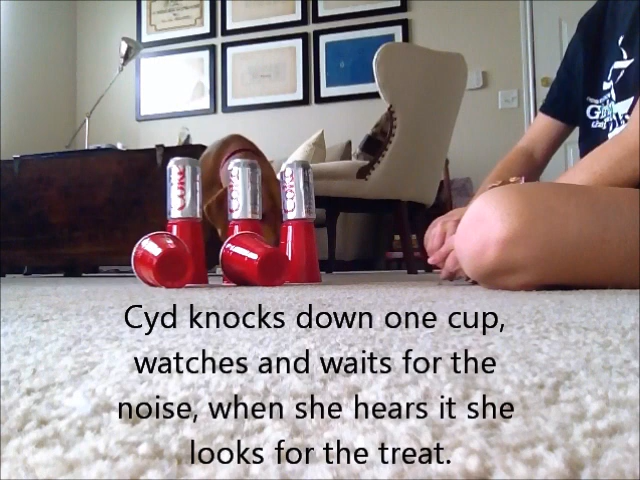 Coke
Coke
Coke
Cyd knocks down one cup,
watches and waits for the
noise, when she hears it she
looks for the treat.